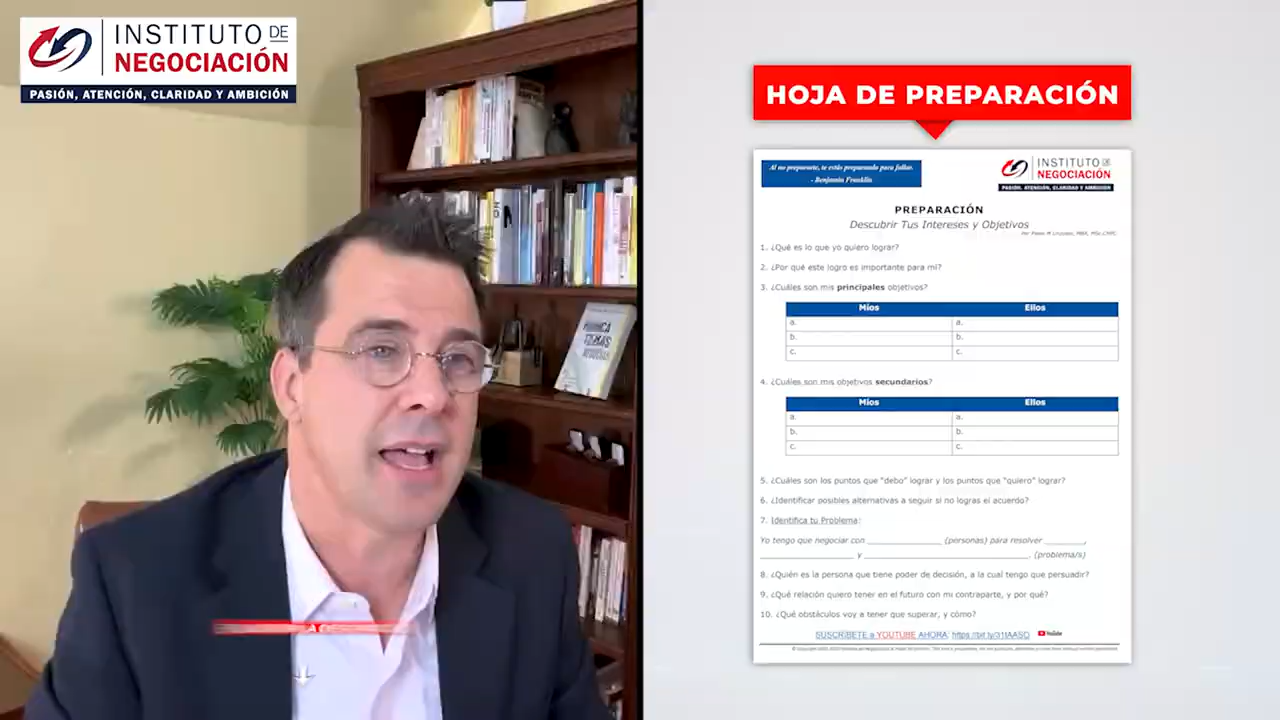 INSTITUTO DE
NEGOCIACIÓN
PASIÓN, ATENCIÓN, CLARIDAD Y AMBICIÓN
HOJA DE PREPARACIÓN
Al no prepararte, te estás preparando para fallar.
- Benjamin Franklin
INSTITUTO DE
NEGOCIACIÓN
PASIÓN, ATENCIÓN, CLARIDAD Y AMBICIÓN
PREPARACIÓN
Descubrir Tus Intereses y Objetivos
1. ¿Qué es lo que yo quiero lograr?
2. ¿Por qué este logro es importante para mí?
3. ¿Cuáles son mis principales objetivos?
Míos Ellos
a. a.
b. b.
c. c.
4. ¿Cuáles son mis objetivos secundarios?
Míos Ellos
a. a.
b. b.
c. c.
5. ¿Cuáles son los puntos que "debo" lograr y los puntos que "quiero" lograr?
6. ¿Identificar posibles alternativas a seguir si no logras el acuerdo?
7. Identifica tu Problema:
Yo tengo que negociar con ______________ (personas) para resolver ________,
__________________ y ________________________________. (problema/s)
8. ¿Quién es la persona que tiene poder de decisión, a la cual tengo que persuadir?
9. ¿Qué relación quiero tener en el futuro con mi contraparte, y por qué?
10. ¿Qué obstáculos voy a tener que superar, y cómo?
SUSCRÍBETE a YOUTUBE AHORA: YouTube